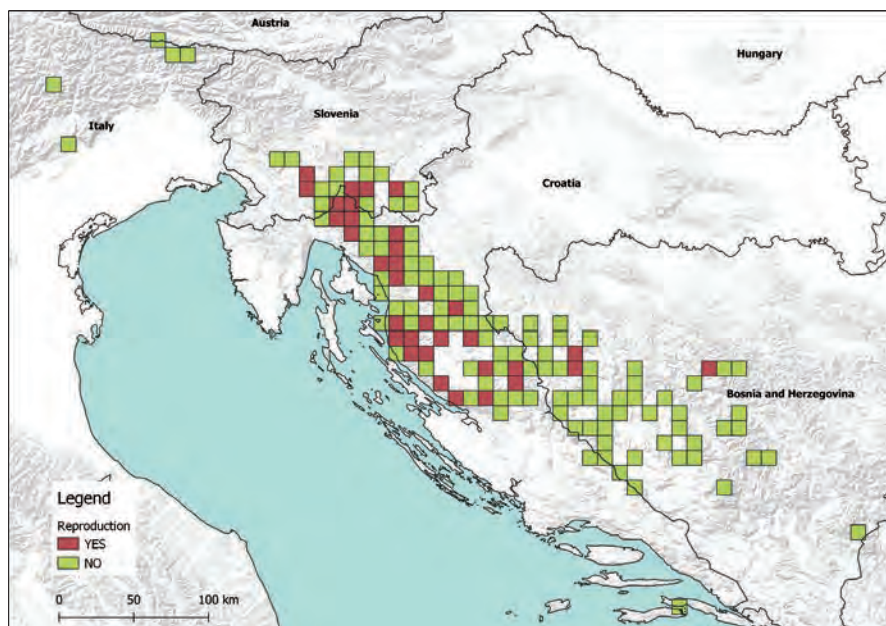 Austria
Hungary
Slovenia
Italy
Croatia
Bosnia and Herzegovina
Legend
Reproduction
YES
NO
0 50 100 km